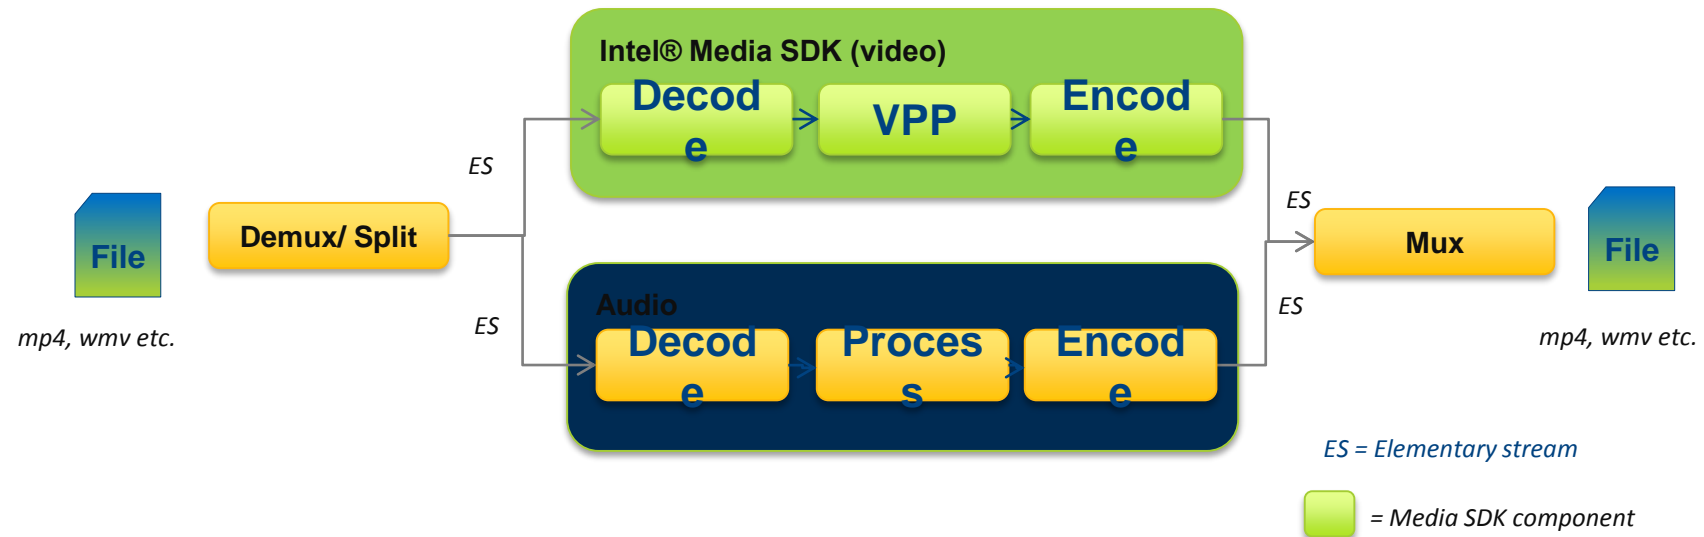 Intel® Media SDK (video)
Decod
e
VPP
Encod
e
ES
File
mp4, wmv etc.
Demux/ Split
ES
Audio
Decod
e
Proces
s
Encod
e
ES
ES
Mux
File
mp4, wmv etc.
ES = Elementary stream
= Media SDK component